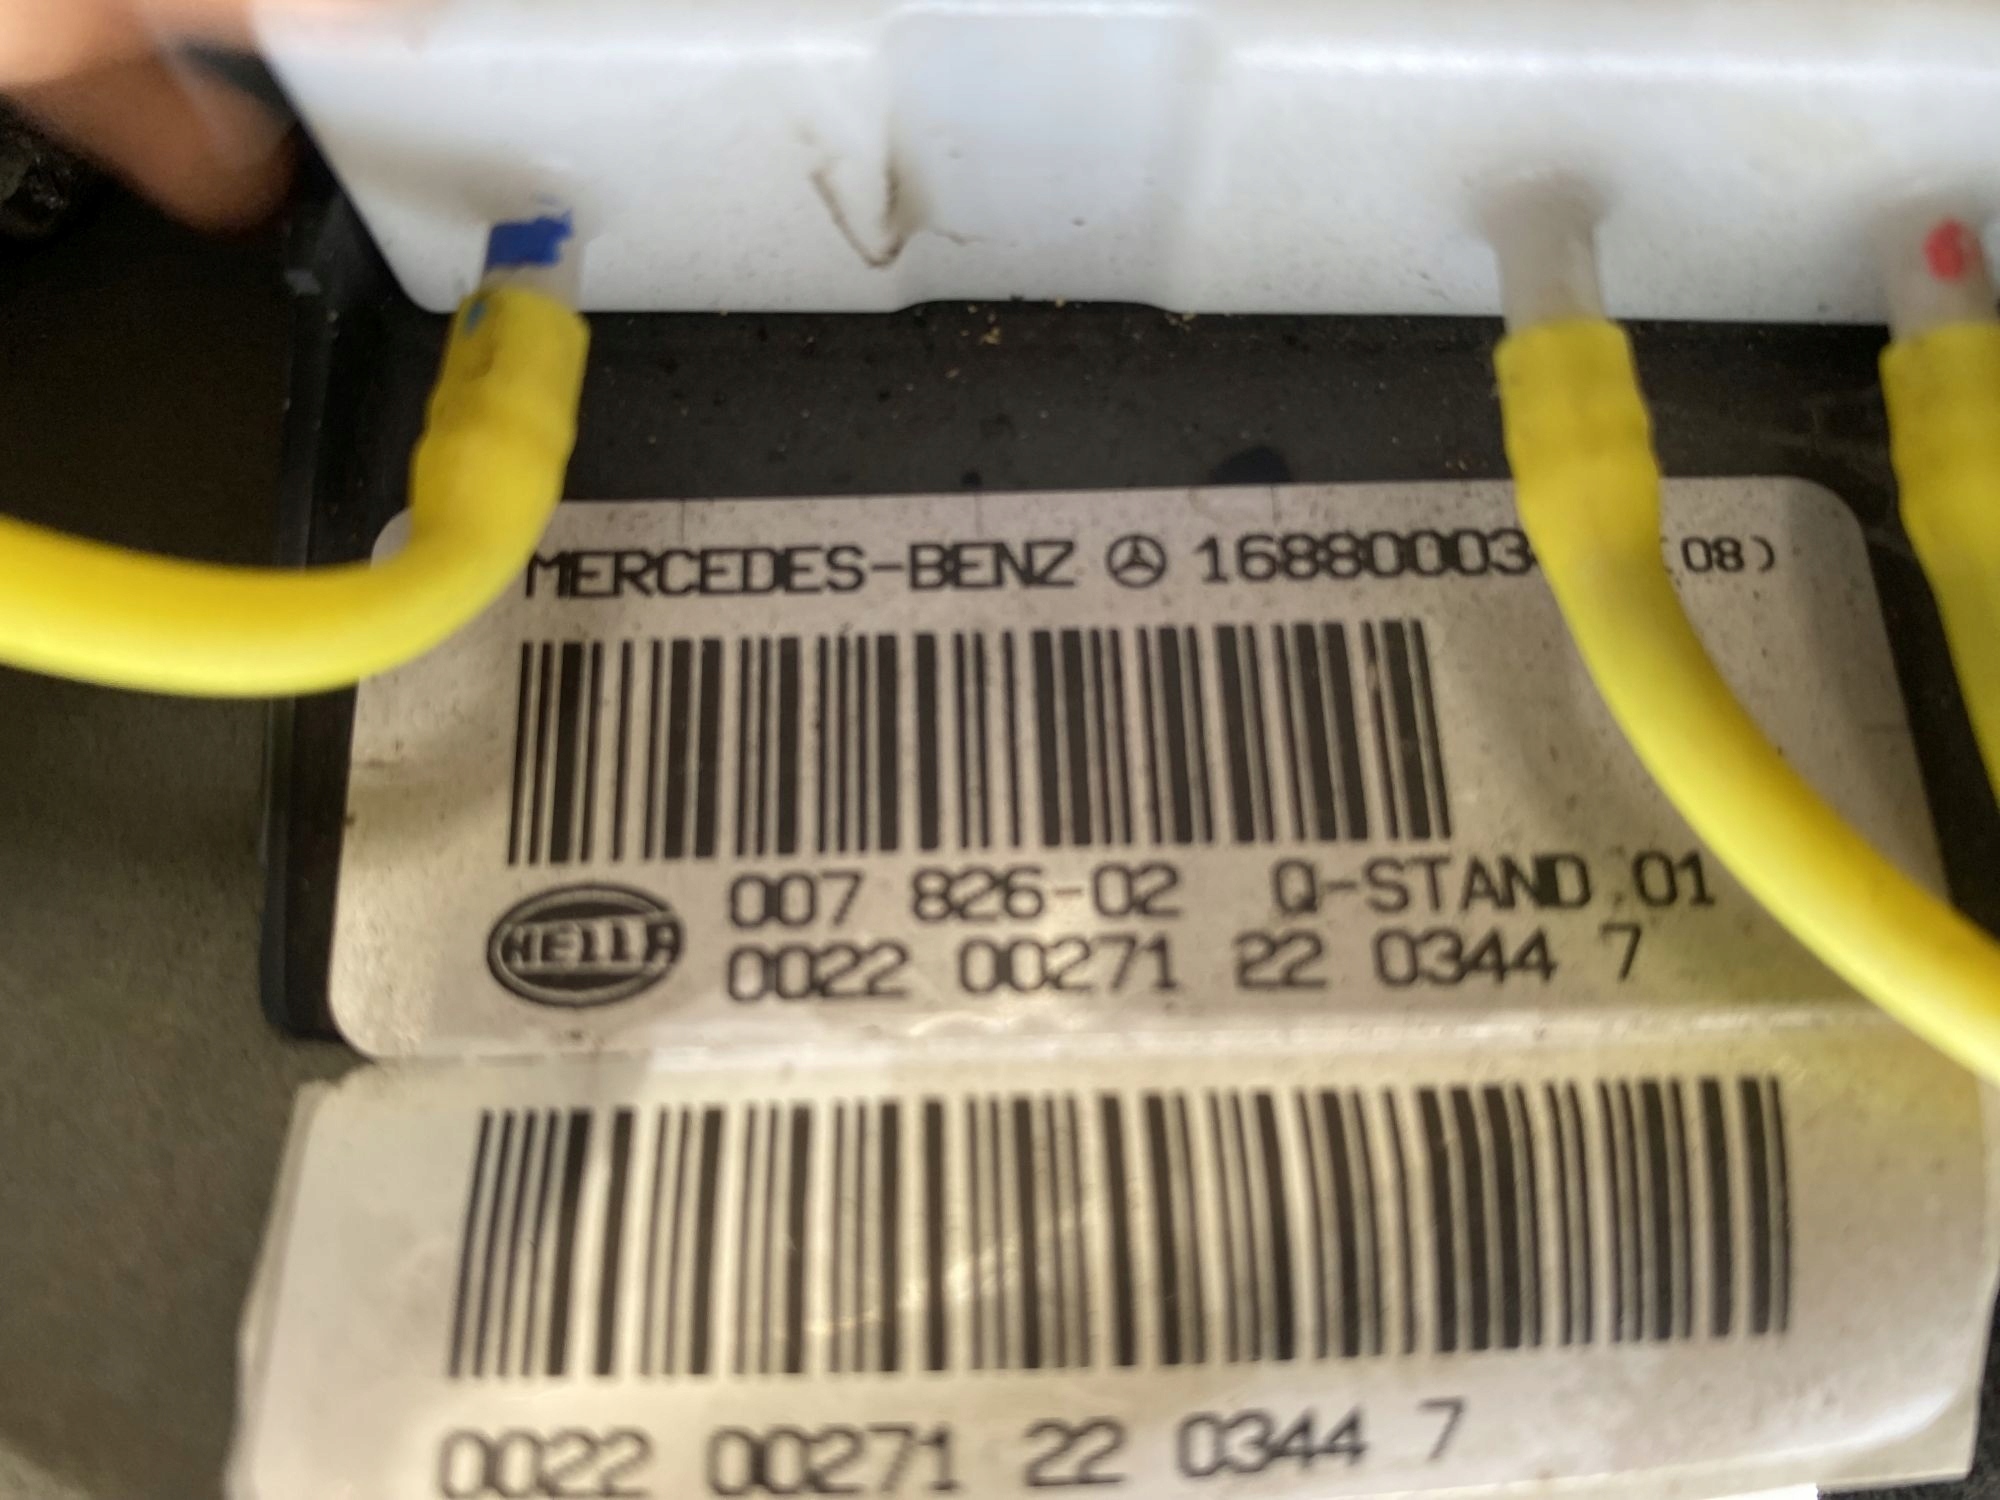 MERCEDES-BENZ 16880003 (08)
HELLA 007 826-02 Q-STAND.01
0022 00271 22 0344 7
0022 00271 22 0344 7